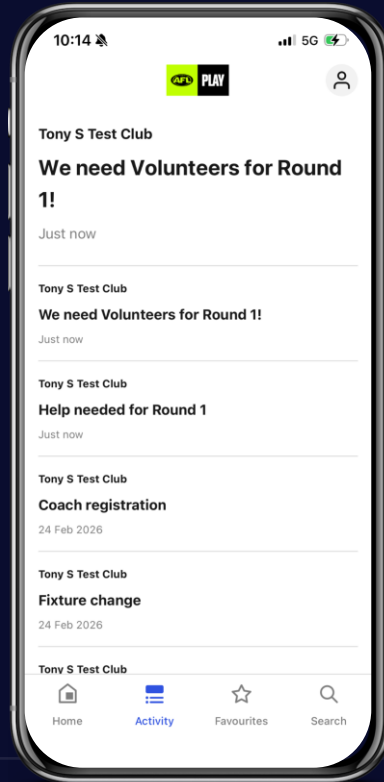 10:14
5G
AFL PLAY
Tony S Test Club
We need Volunteers for Round
1!
Just now
Tony S Test Club
We need Volunteers for Round 1!
Just now
Tony S Test Club
Help needed for Round 1
Just now
Tony S Test Club
Coach registration
24 Feb 2026
Tony S Test Club
Fixture change
24 Feb 2026
Tony S Test Club
Home Activity Favourites Search